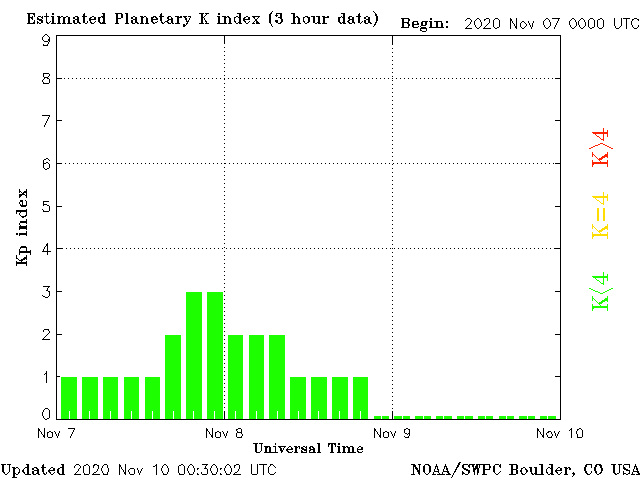 Estimated Planetary K index (3 hour data) Begin: 2020 Nov 07 0000 UTC
9
8
7
6
5
4
3
2
1
0
Kp index
K>4
K=4
K<4
Nov 7 Nov 8 Nov 9 Nov 10
Universal Time
Updated 2020 Nov 10 00:30:02 UTC NOAA/SWPC Boulder, CO USA